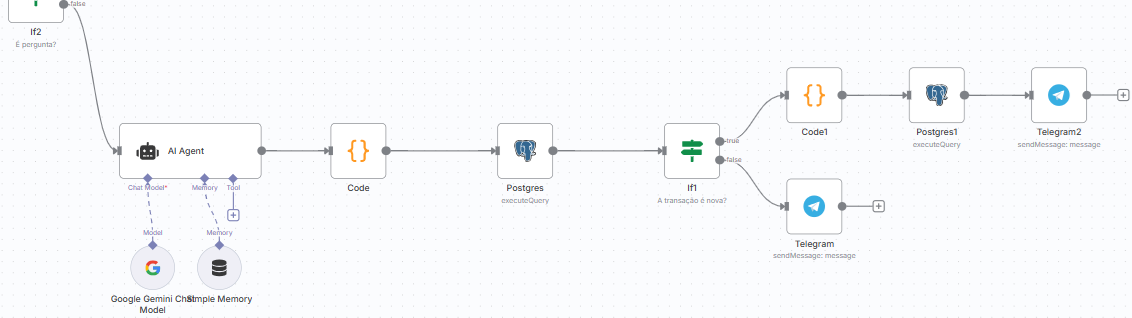 false
If2
É pergunta?
AI Agent
Chat Model*
Memory
Tool
Model
Memory
Google Gemini Chat
Model
Simple Memory
Code
Postgres
executeQuery
true
false
If1
A transação é nova?
Code1
Postgres1
executeQuery
Telegram2
sendMessage: message
Telegram
sendMessage: message